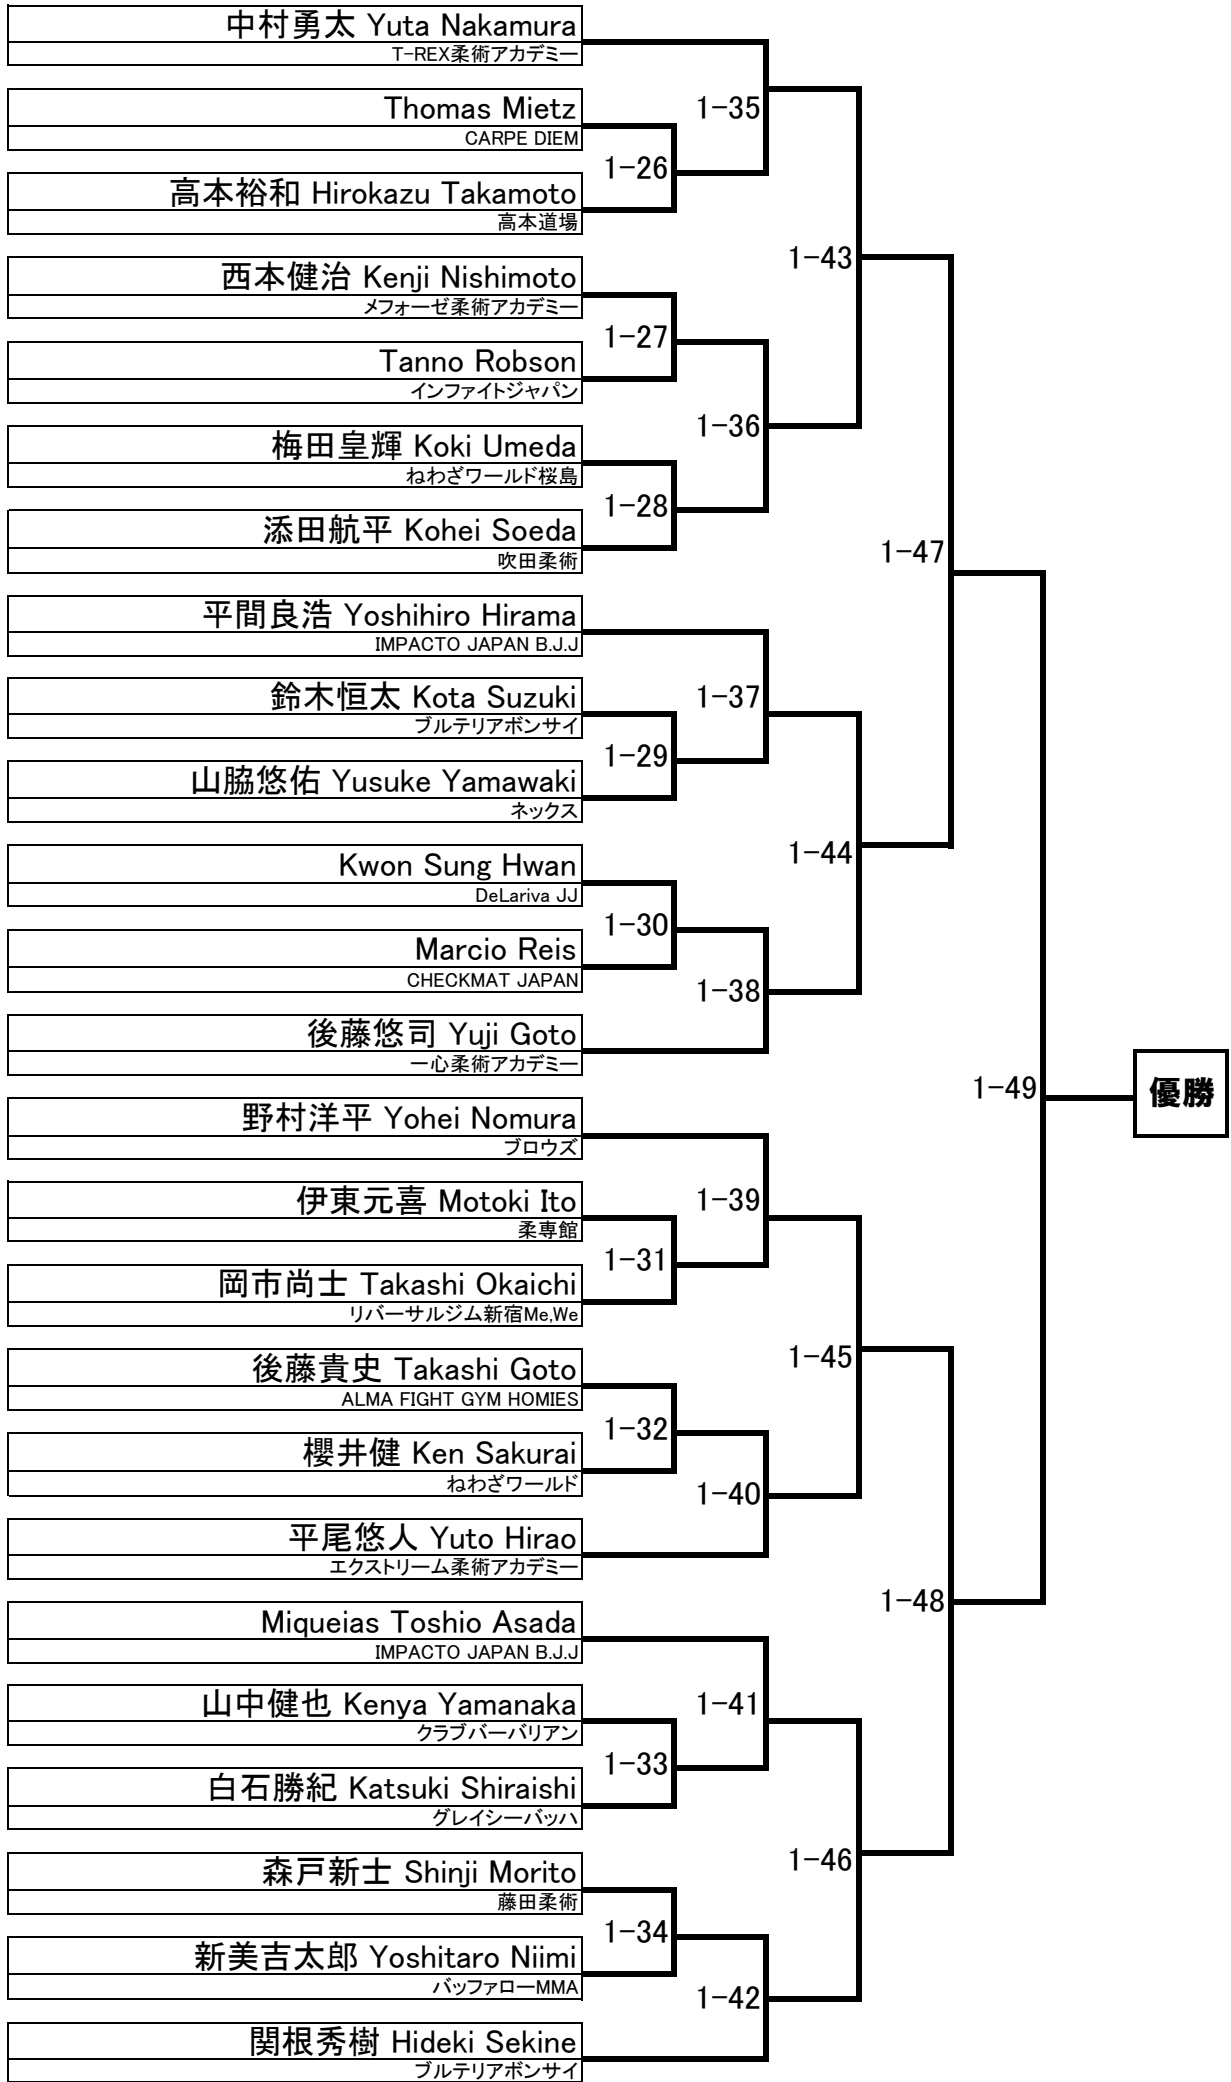 中村勇太 Yuta Nakamura
T-REX柔術アカデミー
Thomas Mietz
CARPE DIEM
高本裕和 Hirokazu Takamoto
高本道場
西本健治 Kenji Nishimoto
メフォーゼ柔術アカデミー
Tanno Robson
インファイトジャパン
梅田皇輝 Koki Umeda
ねわざワールド桜島
添田航平 Kohei Soeda
吹田柔術
平間良浩 Yoshihiro Hirama
IMPACTO JAPAN B.J.J
鈴木恒太 Kota Suzuki
ブルテリアボンサイ
山脇悠佑 Yusuke Yamawaki
ネックス
Kwon Sung Hwan
DeLariva JJ
Marcio Reis
CHECKMAT JAPAN
後藤悠司 Yuji Goto
一心柔術アカデミー
野村洋平 Yohei Nomura
ブロウズ
伊東元喜 Motoki Ito
柔専館
岡市尚士 Takashi Okaichi
リバーサルジム新宿Me,We
後藤貴史 Takashi Goto
ALMA FIGHT GYM HOMIES
櫻井健 Ken Sakurai
ねわざワールド
平尾悠人 Yuto Hirao
エクストリーム柔術アカデミー
Miqueias Toshio Asada
IMPACTO JAPAN B.J.J
山中健也 Kenya Yamanaka
クラブバーバリアン
白石勝紀 Katsuki Shiraishi
グレイシーバッハ
森戸新士 Shinji Morito
藤田柔術
新美吉太郎 Yoshitaro Niimi
バッファローMMA
関根秀樹 Hideki Sekine
ブルテリアボンサイ
1-26
1-27
1-28
1-29
1-30
1-31
1-32
1-33
1-34
1-35
1-36
1-37
1-38
1-39
1-40
1-41
1-42
1-43
1-44
1-45
1-46
1-47
1-48
1-49
優勝